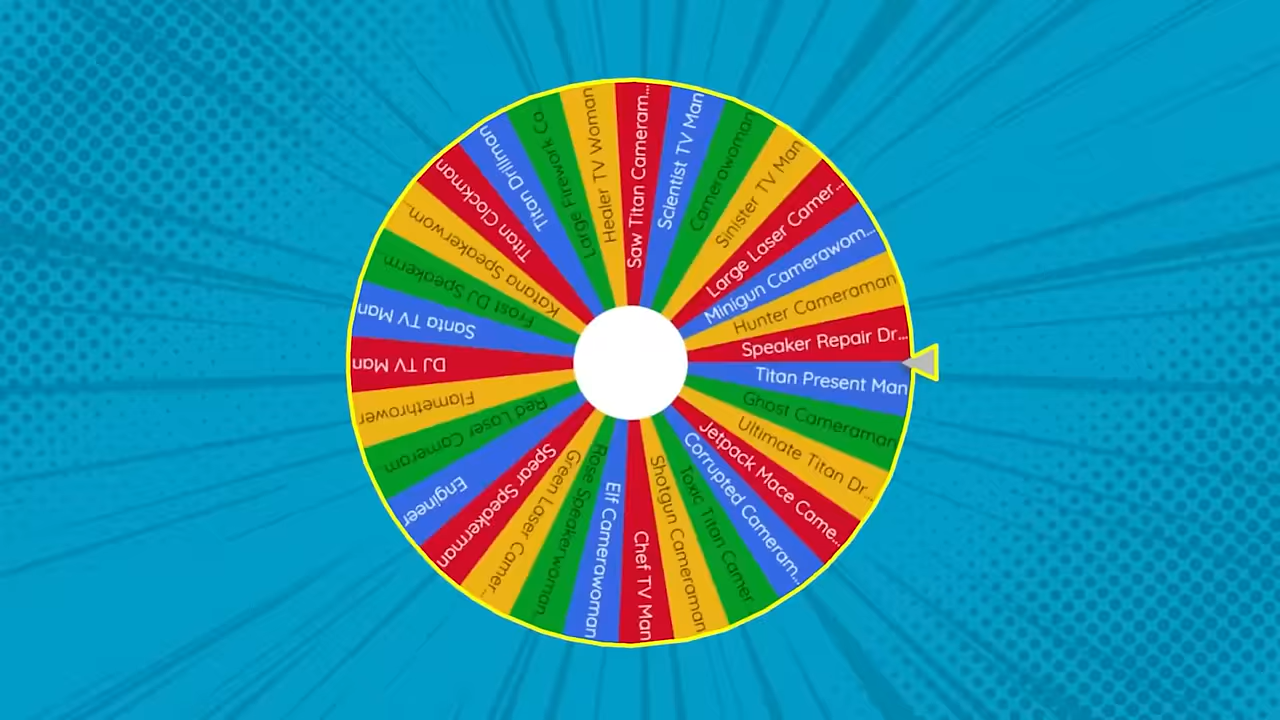 Saw Titan Cameram...
Scientist TV Man
Camerawoman
Sinister TV Man
Large Laser Camer...
Minigun Camerawom...
Hunter Cameraman
Speaker Repair Dr...
Titan Present Man
Ghost Cameraman
Ultimate Titan Dr...
Jetpack Mace Came...
Corrupted Cameram...
Toxic Titan Camer
Shotgun Cameraman
Chef TV Man
Elf Camerawoman
Rose Speakerwoman
Green Laser Camer...
Spear Speakerman
Engineer
Red Laser Cameram
Flamethrower
DJ TV Man
Santa TV Man
Frost DJ Speakerm
Katana Speakerwom...
Titan Clockman
Titan Drillman
Large Firework Ca
Healer TV Woman